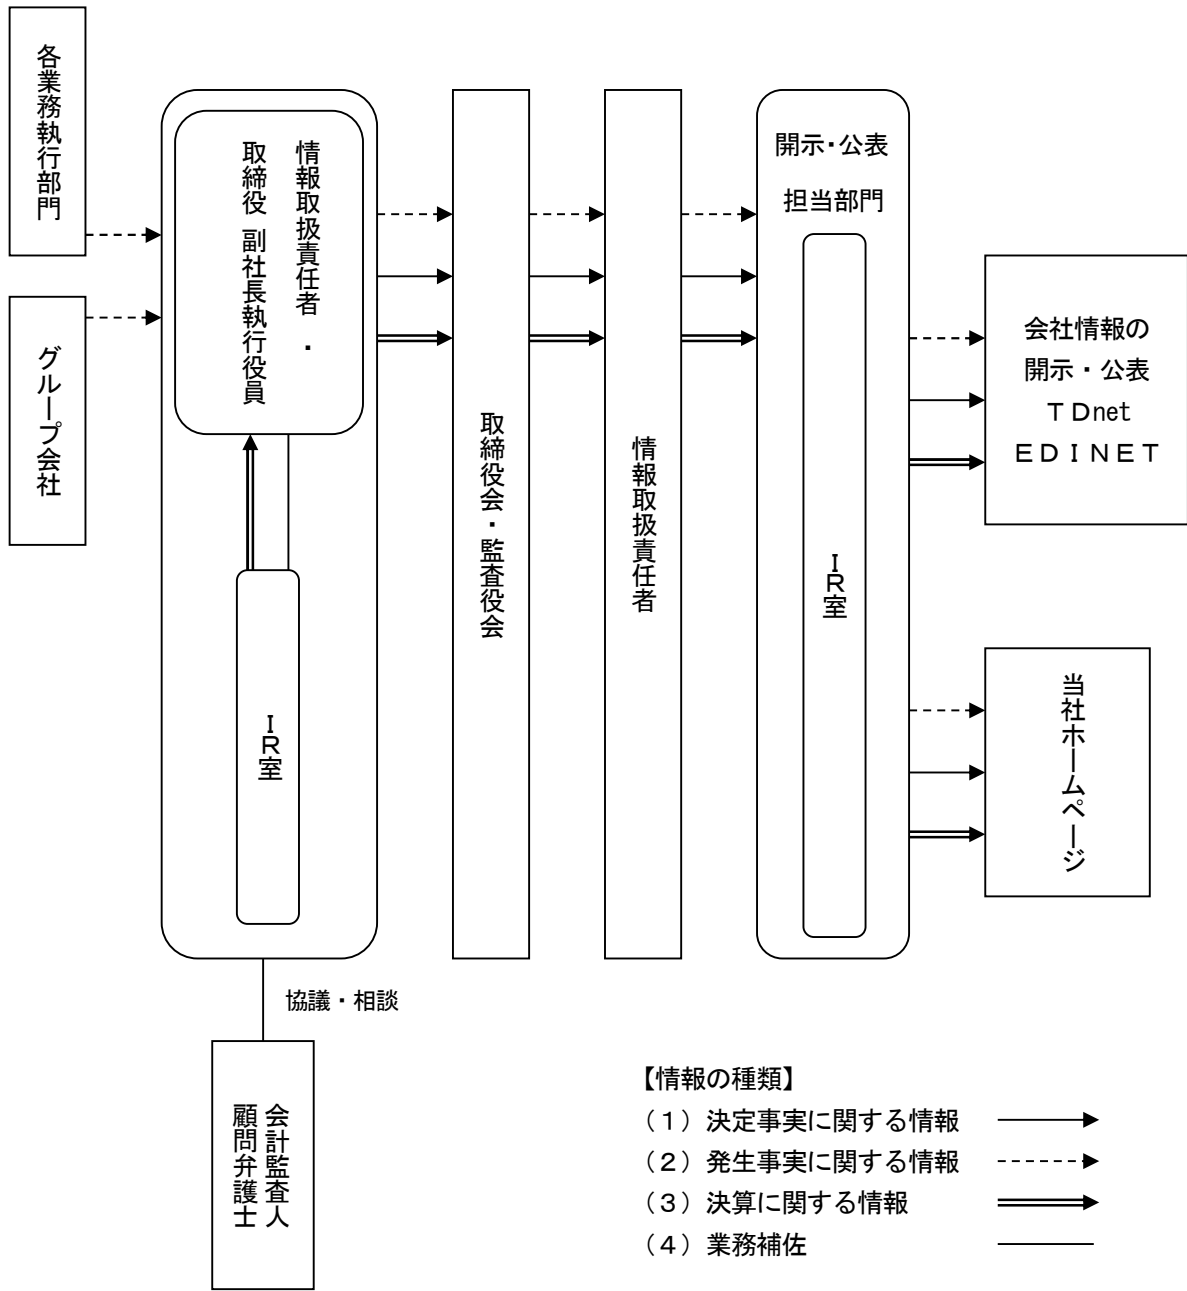 各業務執行部門
グループ会社
情報取扱責任者・
取締役 副社長執行役員
IR室
取締役会・監査役会
情報取扱責任者
開示・公表
担当部門
IR室
会社情報の
開示・公表
TDnet
EDINET
当社ホームページ
協議・相談
会計監査人
顧問弁護士
【情報の種類】
(1)決定事実に関する情報
(2)発生事実に関する情報
(3)決算に関する情報
(4)業務補佐